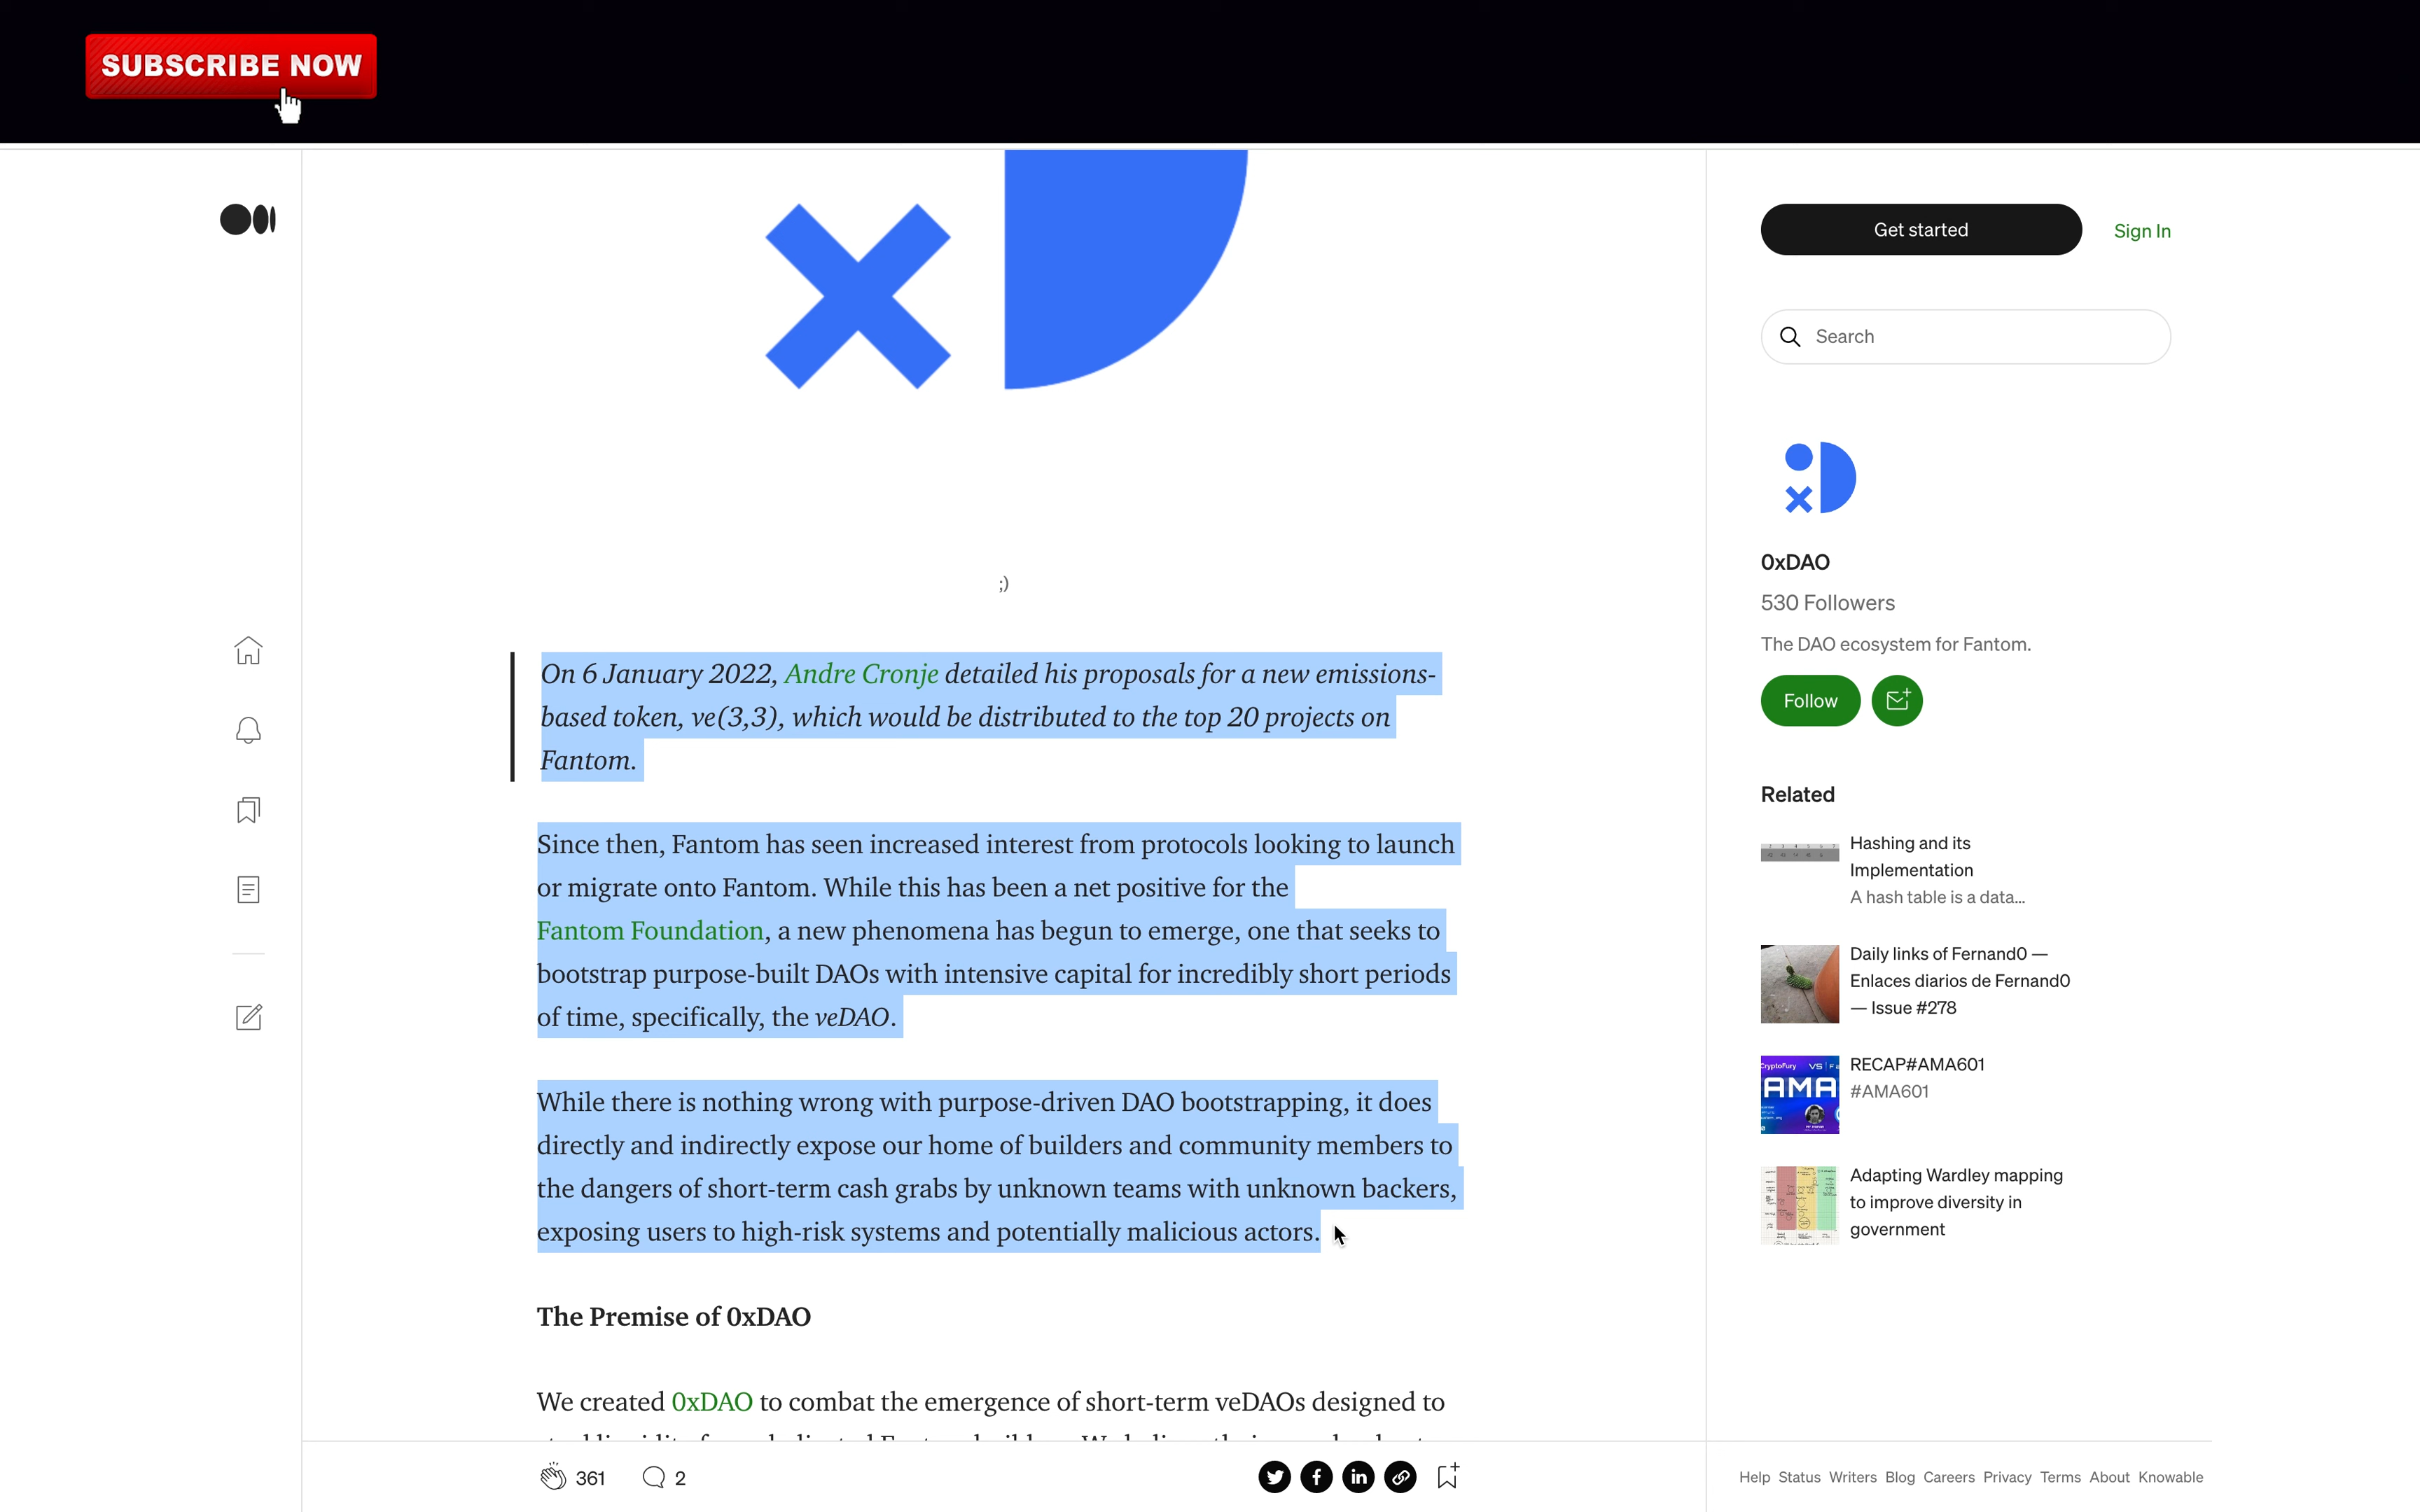 SUBSCRIBE NOW
Get started
Sign In
Search
;)
On 6 January 2022, Andre Cronje detailed his proposals for a new emissions-
based token, ve(3,3), which would be distributed to the top 20 projects on
Fantom.
Since then, Fantom has seen increased interest from protocols looking to launch
or migrate onto Fantom. While this has been a net positive for the
Fantom Foundation, a new phenomena has begun to emerge, one that seeks to
bootstrap purpose-built DAOs with intensive capital for incredibly short periods
of time, specifically, the veDAO.
While there is nothing wrong with purpose-driven DAO bootstrapping, it does
directly and indirectly expose our home of builders and community members to
the dangers of short-term cash grabs by unknown teams with unknown backers,
exposing users to high-risk systems and potentially malicious actors.
The Premise of 0xDAO
We created 0xDAO to combat the emergence of short-term veDAOs designed to
361
2
0xDAO
530 Followers
The DAO ecosystem for Fantom.
Follow
Related
Hashing and its
Implementation
A hash table is a data...
Daily links of Fernand0 —
Enlaces diarios de Fernand0
— Issue #278
CryptoFury VS
AMA
RECAP#AMA601
#AMA601
Adapting Wardley mapping
to improve diversity in
government
Help Status Writers Blog Careers Privacy Terms About Knowable